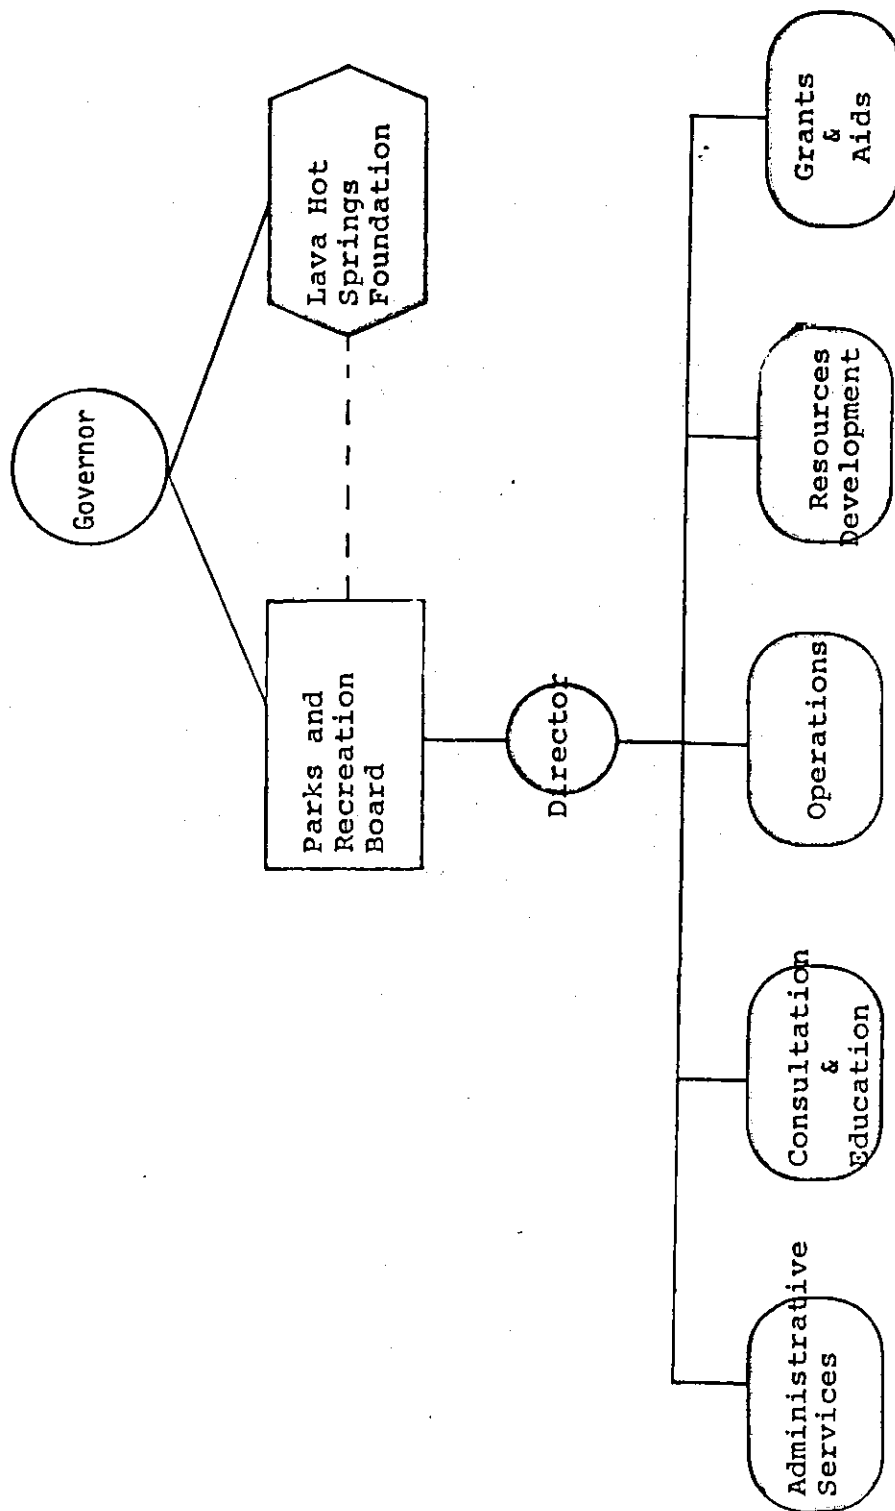 Governor
Parks and
Recreation
Board
Lava Hot
Springs
Foundation
Director
Administrative
Services
Consultation
&
Education
Operations
Resources
Development
Grants
&
Aids